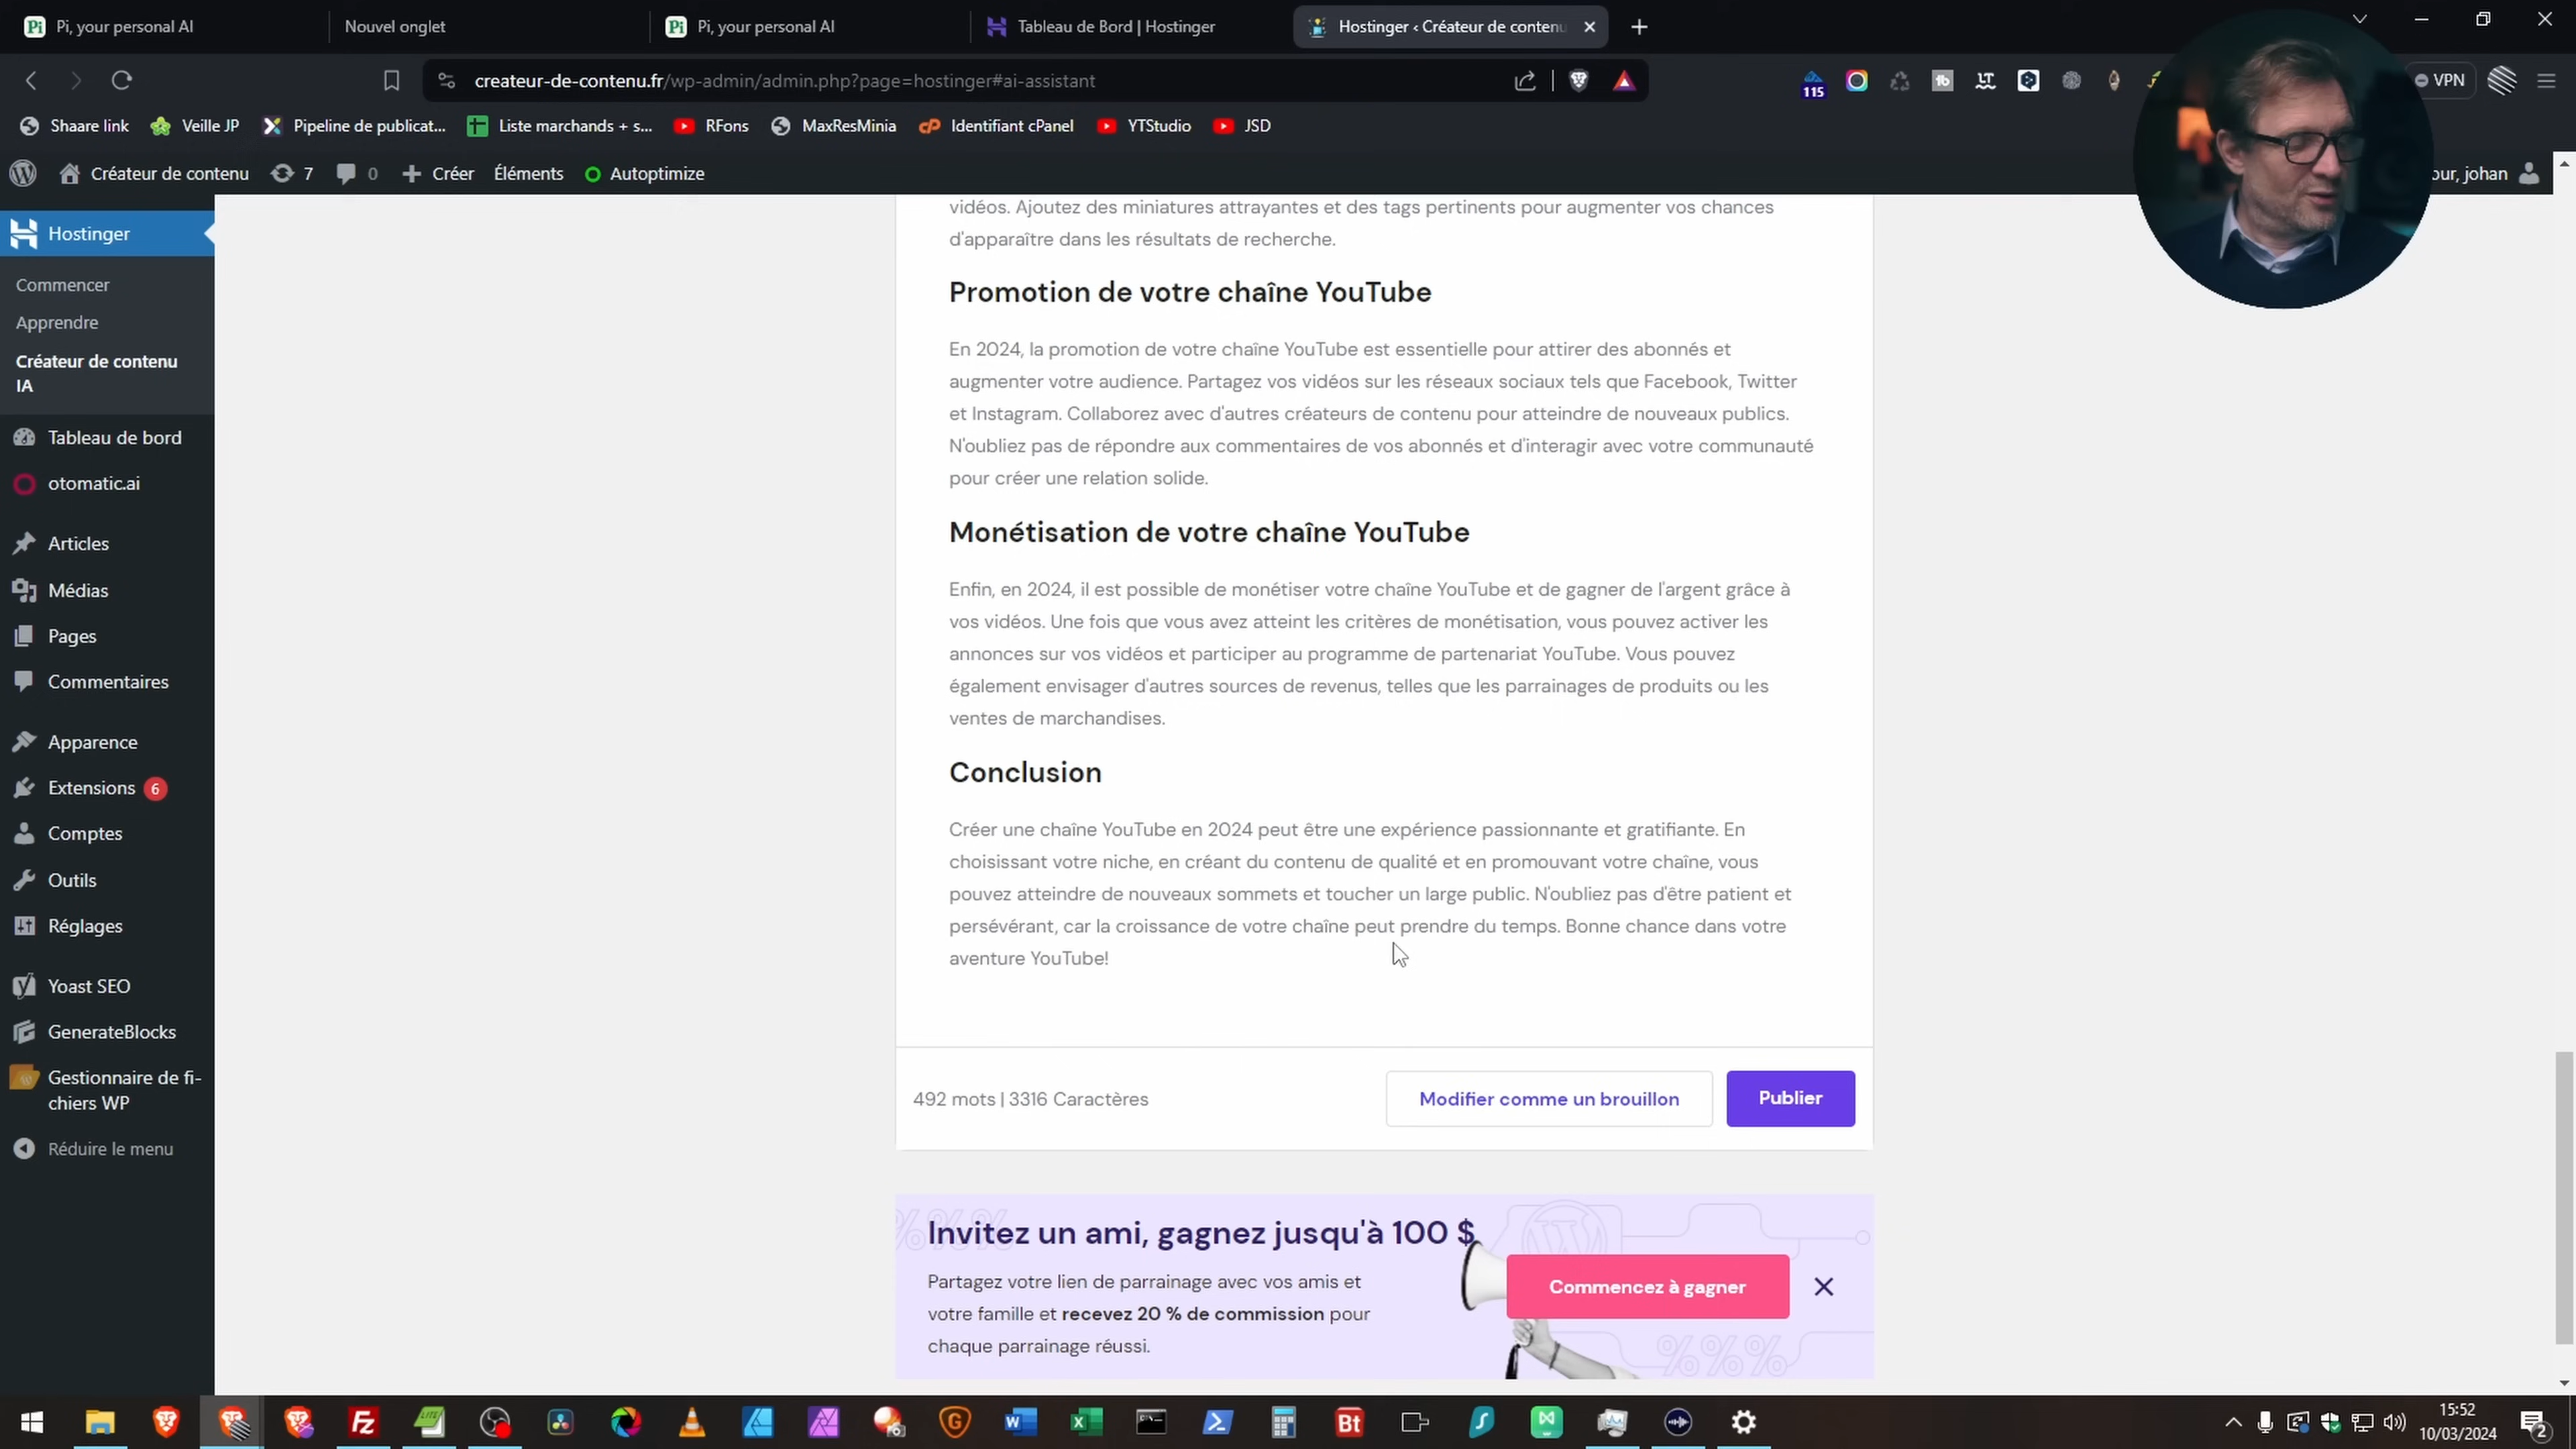 Pi, your personal AI
Nouvel onglet
Pi, your personal AI
Tableau de Bord | Hostinger
Hostinger ‹ Créateur de contenu
createur-de-contenu.fr/wp-admin/admin.php?page=hostinger#ai-assistant
115
VPN
Shaare link
Veille JP
Pipeline de publicat...
Liste marchands + s...
RFons
MaxResMinia
Identifiant cPanel
YTStudio
JSD
Créateur de contenu
7
0
Créer
Éléments
Autoptimize
our, johan
Hostinger
Commencer
Apprendre
Créateur de contenu
IA
Tableau de bord
otomatic.ai
Articles
Médias
Pages
Commentaires
Apparence
Extensions 6
Comptes
Outils
Réglages
Yoast SEO
GenerateBlocks
Gestionnaire de fi-
chiers WP
Réduire le menu
vidéos. Ajoutez des miniatures attrayantes et des tags pertinents pour augmenter vos chances
d'apparaître dans les résultats de recherche.
Promotion de votre chaîne YouTube
En 2024, la promotion de votre chaîne YouTube est essentielle pour attirer des abonnés et
augmenter votre audience. Partagez vos vidéos sur les réseaux sociaux tels que Facebook, Twitter
et Instagram. Collaborez avec d'autres créateurs de contenu pour atteindre de nouveaux publics.
N'oubliez pas de répondre aux commentaires de vos abonnés et d'interagir avec votre communauté
pour créer une relation solide.
Monétisation de votre chaîne YouTube
Enfin, en 2024, il est possible de monétiser votre chaîne YouTube et de gagner de l'argent grâce à
vos vidéos. Une fois que vous avez atteint les critères de monétisation, vous pouvez activer les
annonces sur vos vidéos et participer au programme de partenariat YouTube. Vous pouvez
également envisager d'autres sources de revenus, telles que les parrainages de produits ou les
ventes de marchandises.
Conclusion
Créer une chaîne YouTube en 2024 peut être une expérience passionnante et gratifiante. En
choisissant votre niche, en créant du contenu de qualité et en promouvant votre chaîne, vous
pouvez atteindre de nouveaux sommets et toucher un large public. N'oubliez pas d'être patient et
persévérant, car la croissance de votre chaîne peut prendre du temps. Bonne chance dans votre
aventure YouTube!
492 mots | 3316 Caractères
Modifier comme un brouillon
Publier
Invitez un ami, gagnez jusqu'à 100 $
Partagez votre lien de parrainage avec vos amis et
votre famille et recevez 20 % de commission pour
chaque parrainage réussi.
Commencez à gagner
%%%
15:52
10/03/2024
2